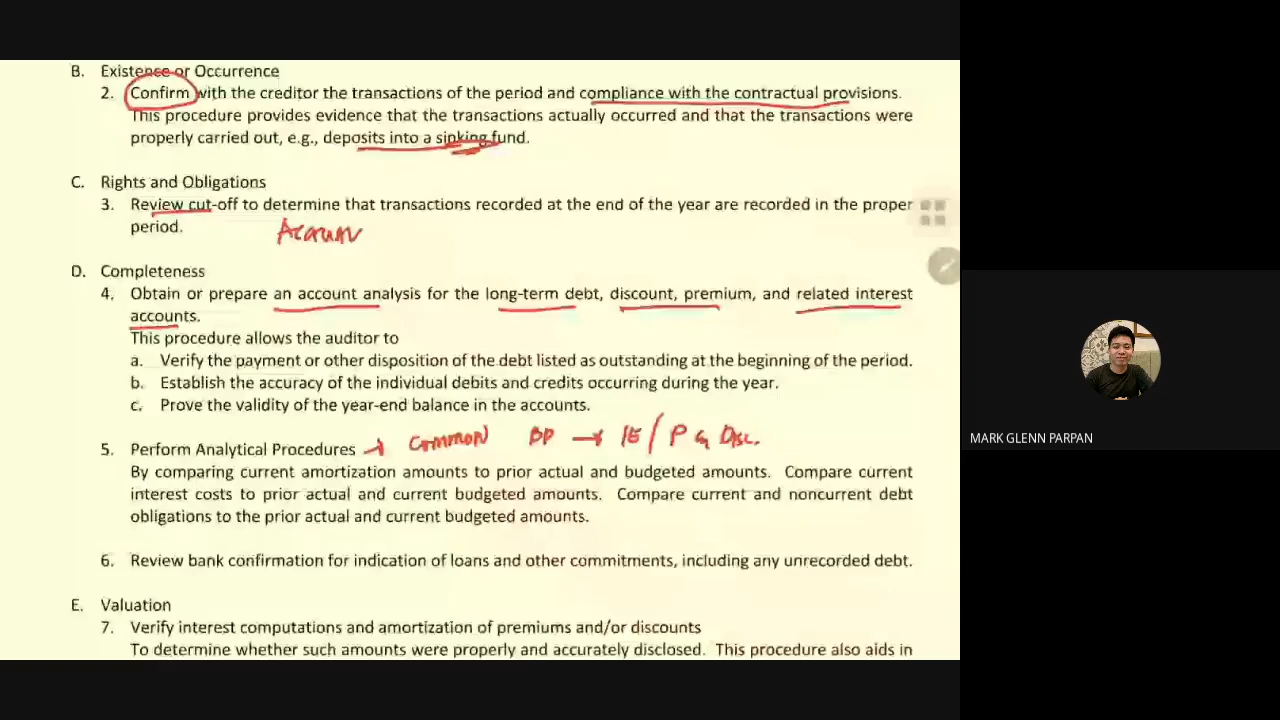 B. Existence or Occurrence
2. Confirm with the creditor the transactions of the period and compliance with the contractual provisions.
This procedure provides evidence that the transactions actually occurred and that the transactions were
properly carried out, e.g., deposits into a sinking fund.
C. Rights and Obligations
3. Review cut-off to determine that transactions recorded at the end of the year are recorded in the proper
period.
D. Completeness
4. Obtain or prepare an account analysis for the long-term debt, discount, premium, and related interest
accounts.
This procedure allows the auditor to
a. Verify the payment or other disposition of the debt listed as outstanding at the beginning of the period.
b. Establish the accuracy of the individual debits and credits occurring during the year.
c. Prove the validity of the year-end balance in the accounts.
Common BP → IE / P & Disc.
5. Perform Analytical Procedures →
By comparing current amortization amounts to prior actual and budgeted amounts. Compare current
interest costs to prior actual and current budgeted amounts. Compare current and noncurrent debt
obligations to the prior actual and current budgeted amounts.
6. Review bank confirmation for indication of loans and other commitments, including any unrecorded debt.
E. Valuation
7. Verify interest computations and amortization of premiums and/or discounts
To determine whether such amounts were properly and accurately disclosed. This procedure also aids in
MARK GLENN PARPAN